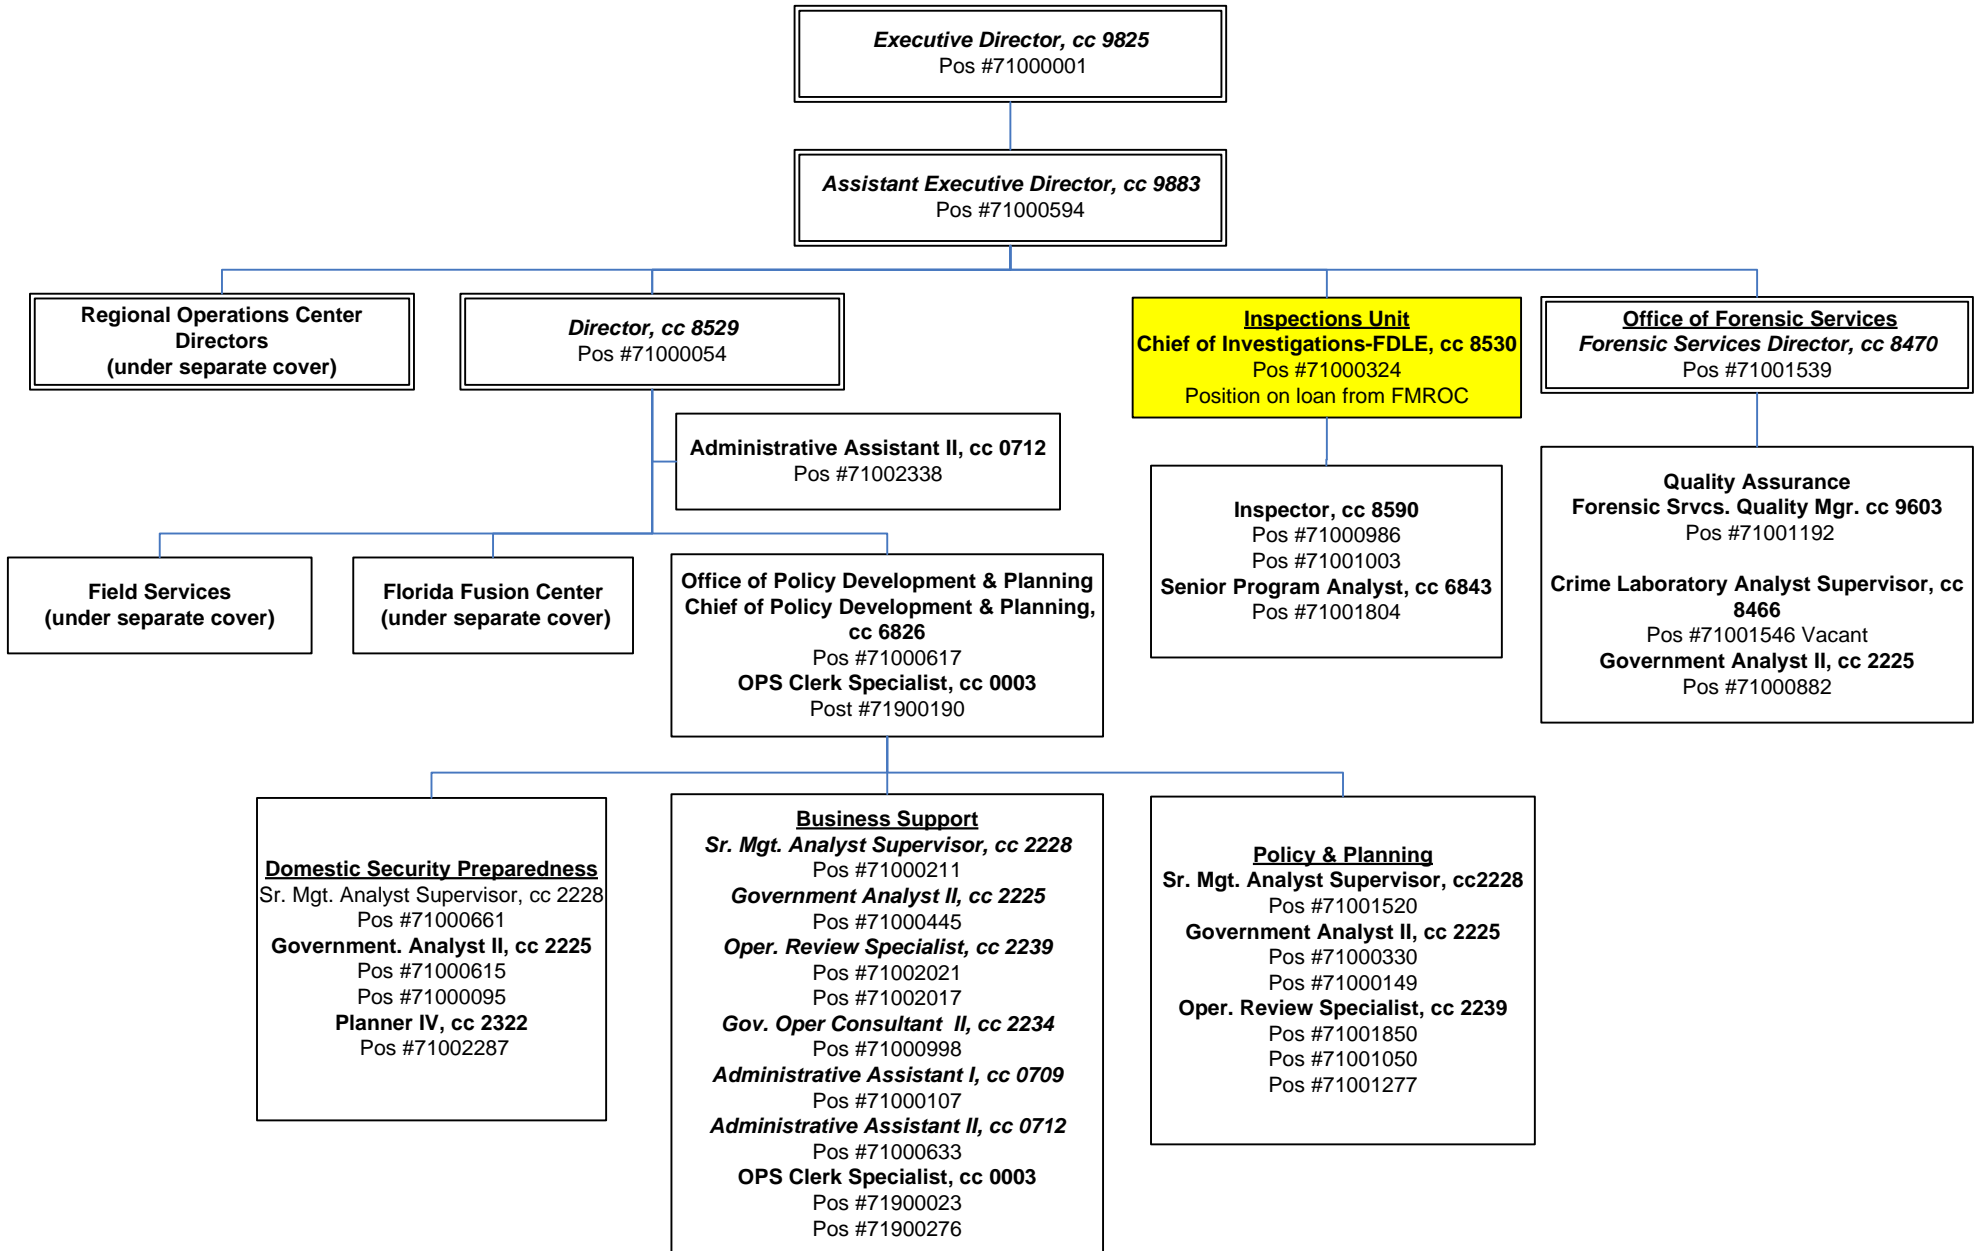 Executive Director, cc 9825
Pos #71000001
Assistant Executive Director, cc 9883
Pos #71000594
Regional Operations Center
Directors
(under separate cover)
Director, cc 8529
Pos #71000054
Inspections Unit
Chief of Investigations-FDLE, cc 8530
Pos #71000324
Position on loan from FMROC
Office of Forensic Services
Forensic Services Director, cc 8470
Pos #71001539
Administrative Assistant II, cc 0712
Pos #71002338
Inspector, cc 8590
Pos #71000986
Pos #71001003
Senior Program Analyst, cc 6843
Pos #71001804
Quality Assurance
Forensic Srvcs. Quality Mgr. cc 9603
Pos #71001192
Crime Laboratory Analyst Supervisor, cc
8466
Pos #71001546 Vacant
Government Analyst II, cc 2225
Pos #71000882
Field Services
(under separate cover)
Florida Fusion Center
(under separate cover)
Office of Policy Development & Planning
Chief of Policy Development & Planning,
cc 6826
Pos #71000617
OPS Clerk Specialist, cc 0003
Post #71900190
Domestic Security Preparedness
Sr. Mgt. Analyst Supervisor, cc 2228
Pos #71000661
Government. Analyst II, cc 2225
Pos #71000615
Pos #71000095
Planner IV, cc 2322
Pos #71002287
Business Support
Sr. Mgt. Analyst Supervisor, cc 2228
Pos #71000211
Government Analyst II, cc 2225
Pos #71000445
Oper. Review Specialist, cc 2239
Pos #71002021
Pos #71002017
Gov. Oper Consultant  II, cc 2234
Pos #71000998
Administrative Assistant I, cc 0709
Pos #71000107
Administrative Assistant II, cc 0712
Pos #71000633
OPS Clerk Specialist, cc 0003
Pos #71900023
Pos #71900276
Policy & Planning
Sr. Mgt. Analyst Supervisor, cc2228
Pos #71001520
Government Analyst II, cc 2225
Pos #71000330
Pos #71000149
Oper. Review Specialist, cc 2239
Pos #71001850
Pos #71001050
Pos #71001277